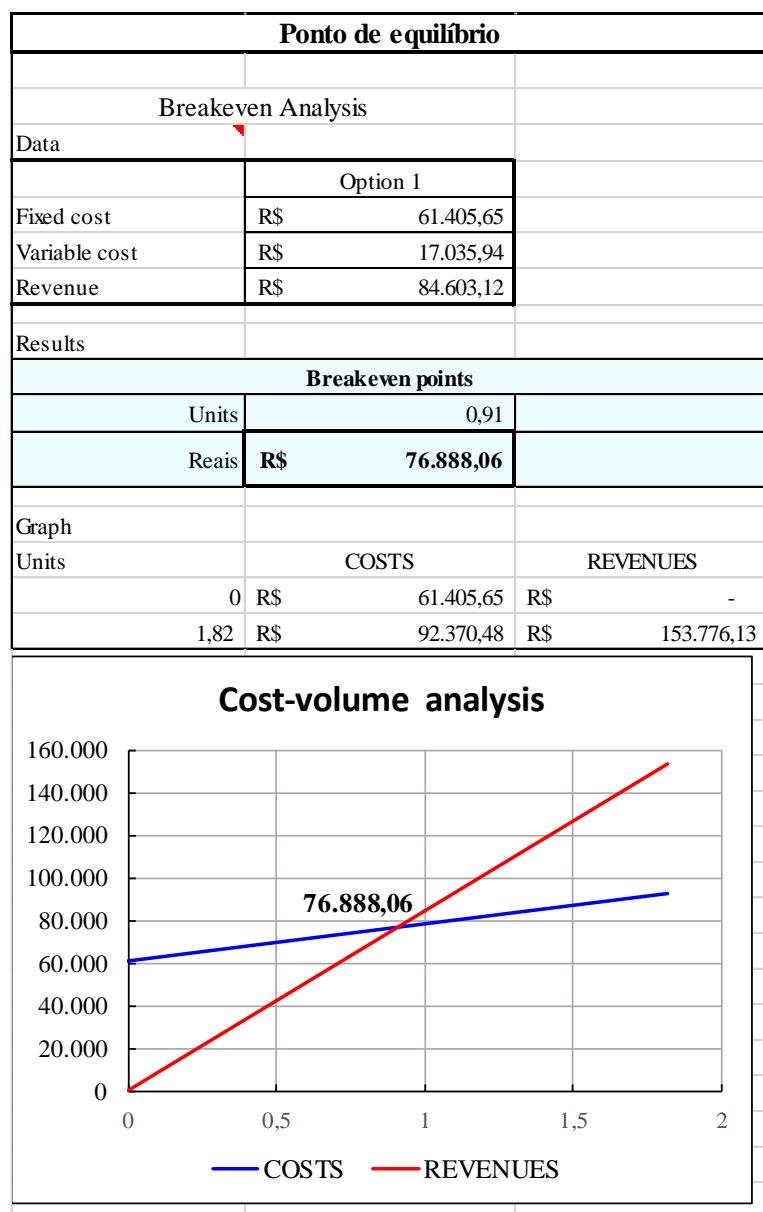 Ponto de equilíbrio
Breakeven Analysis
Data
Option 1
Fixed cost R$ 61.405,65
Variable cost R$ 17.035,94
Revenue R$ 84.603,12
Results
Breakeven points
Units 0,91
Reais R$ 76.888,06
Graph
Units COSTS REVENUES
0 R$ 61.405,65 R$ -
1,82 R$ 92.370,48 R$ 153.776,13
Cost-volume analysis
160.000
140.000
120.000
100.000
76.888,06
80.000
60.000
40.000
20.000
0
0 0,5 1 1,5 2
COSTS REVENUES